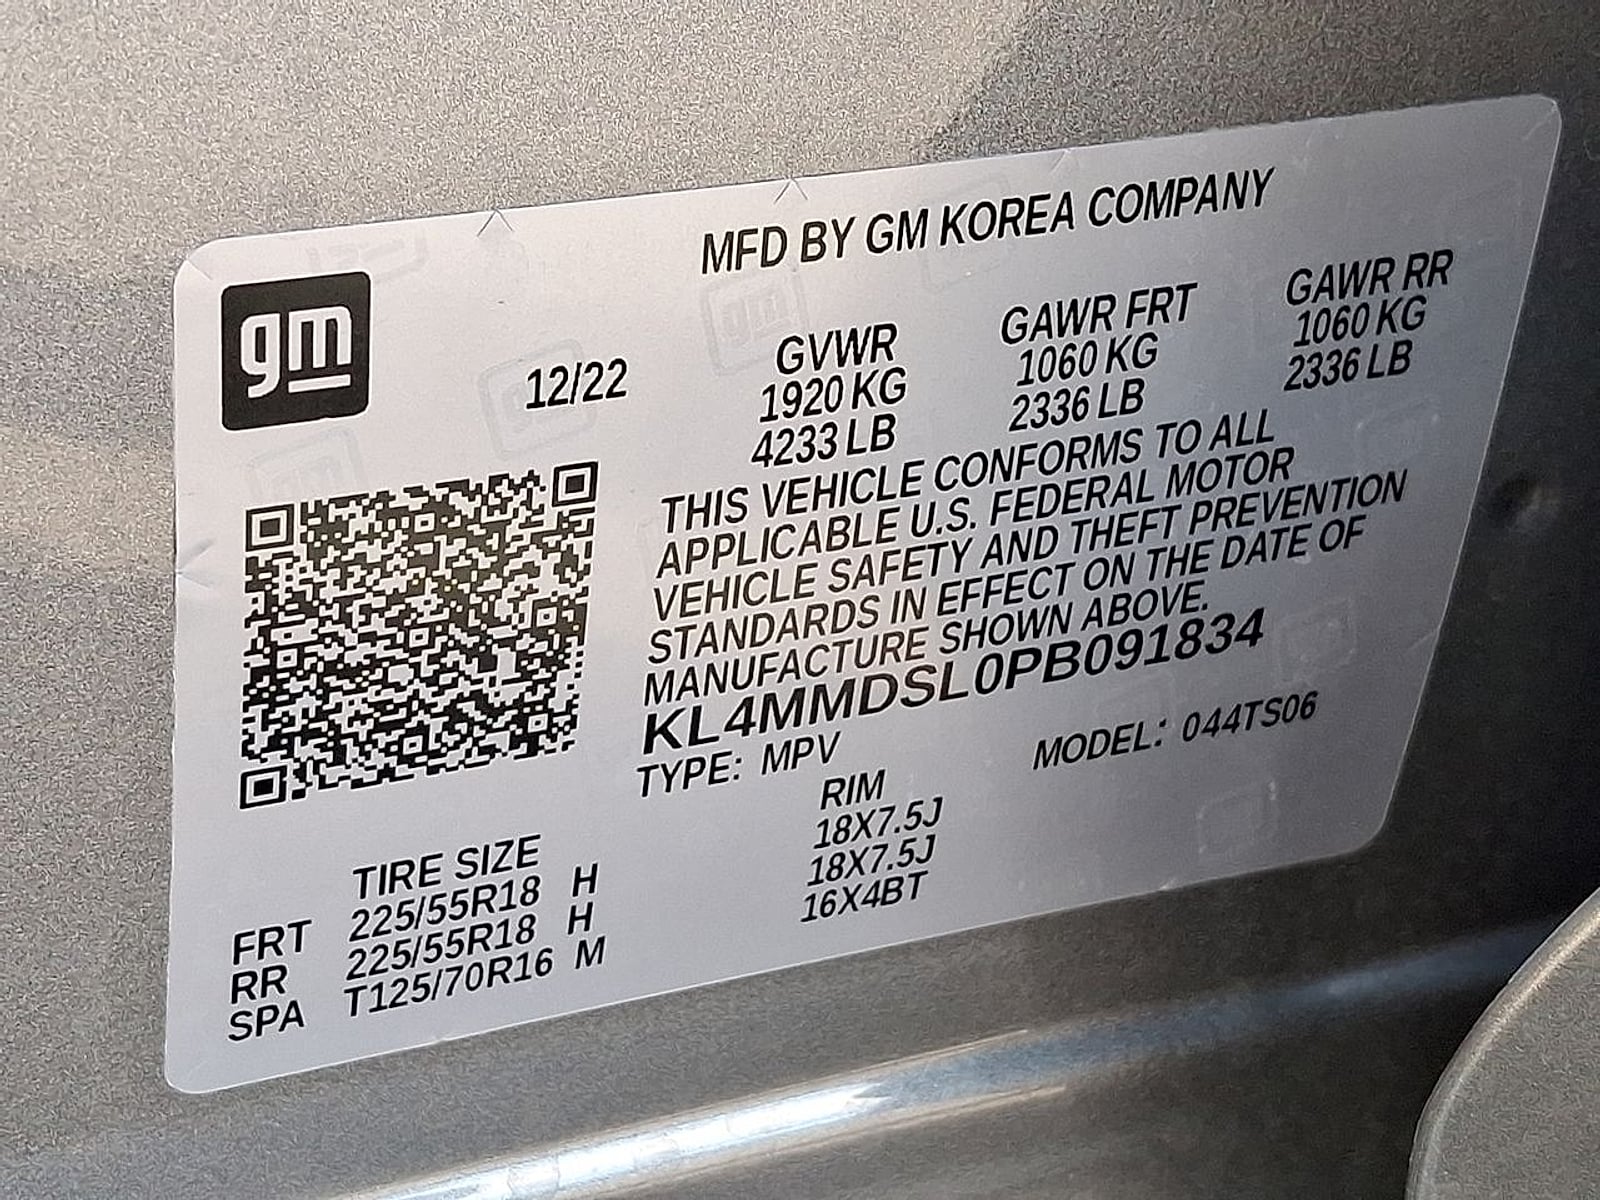 MFD BY GM KOREA COMPANY
gm
12/22
GVWR GAWR FRT GAWR RR
1920 KG 1060 KG 1060 KG
4233 LB 2336 LB 2336 LB
THIS VEHICLE CONFORMS TO ALL
APPLICABLE U.S. FEDERAL MOTOR
VEHICLE SAFETY AND THEFT PREVENTION
STANDARDS IN EFFECT ON THE DATE OF
MANUFACTURE SHOWN ABOVE.
KL4MMDSL0PB091834
TYPE: MPV MODEL: 044TS06
TIRE SIZE RIM
FRT 225/55R18 H 18X7.5J
RR 225/55R18 H 18X7.5J
SPA T125/70R16 M 16X4BT